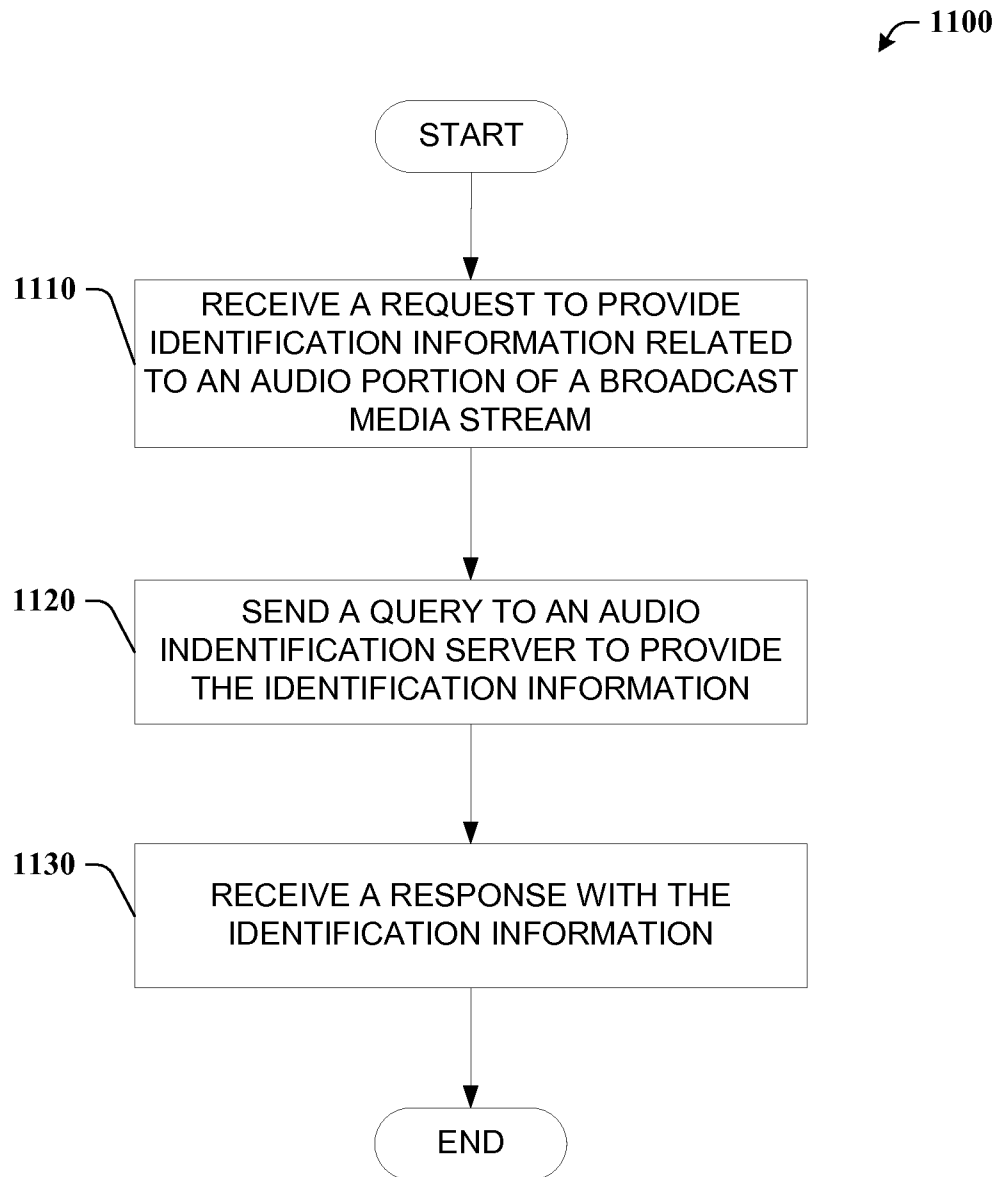 1100
START
1110
RECEIVE A REQUEST TO PROVIDE
IDENTIFICATION INFORMATION RELATED
TO AN AUDIO PORTION OF A BROADCAST
MEDIA STREAM
1120
SEND A QUERY TO AN AUDIO
INDENTIFICATION SERVER TO PROVIDE
THE IDENTIFICATION INFORMATION
1130
RECEIVE A RESPONSE WITH THE
IDENTIFICATION INFORMATION
END